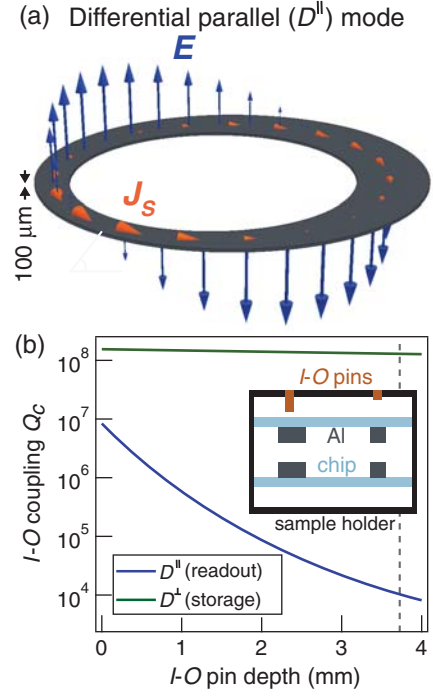 (a) Differential parallel (D∥) mode
E
J_S
100 μm
(b)
I-O coupling Q_C
10^8
10^7
10^6
10^5
10^4
I-O pins
Al
chip
sample holder
D∥ (readout)
D⊥ (storage)
0 1 2 3 4
I-O pin depth (mm)